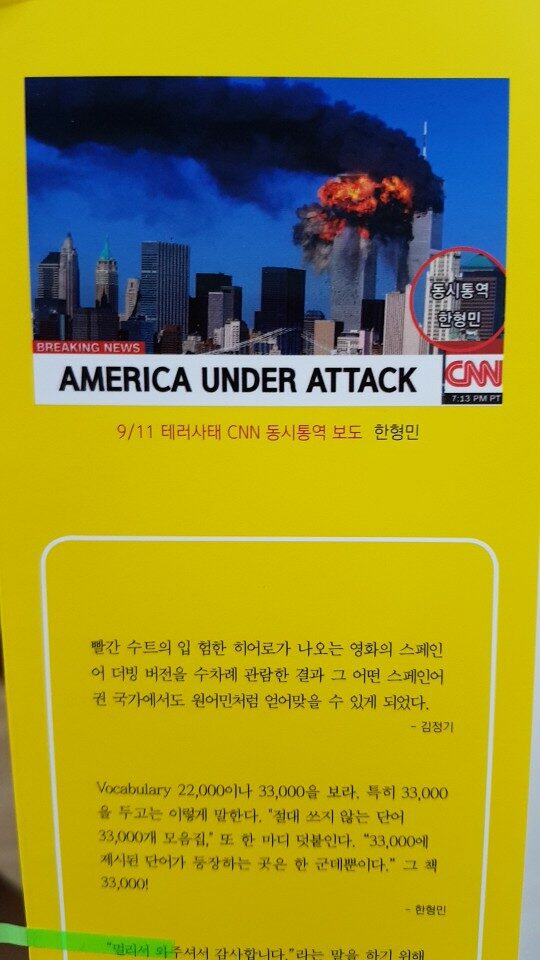 동시통역
한형민
BREAKING NEWS
AMERICA UNDER ATTACK
CNN
7:13 PM PT
9/11 테러사태 CNN 동시통역 보도 한형민
빨간 수트의 입 험한 히어로가 나오는 영화의 스페인
어 더빙 버전을 수차례 관람한 결과 그 어떤 스페인어
권 국가에서도 원어민처럼 얻어맞을 수 있게 되었다.
- 김정기
Vocabulary 22,000이나 33,000을 보라. 특히 33,000
을 두고는 이렇게 말한다. "절대 쓰지 않는 단어
33,000개 모음집," 또 한 마디 덧붙인다. "33,000에
제시된 단어가 등장하는 곳은 한 군데뿐이다." 그 책
33,000!
- 한형민
"멀리서 와주셔서 감사합니다."라는 말을 하기 위해